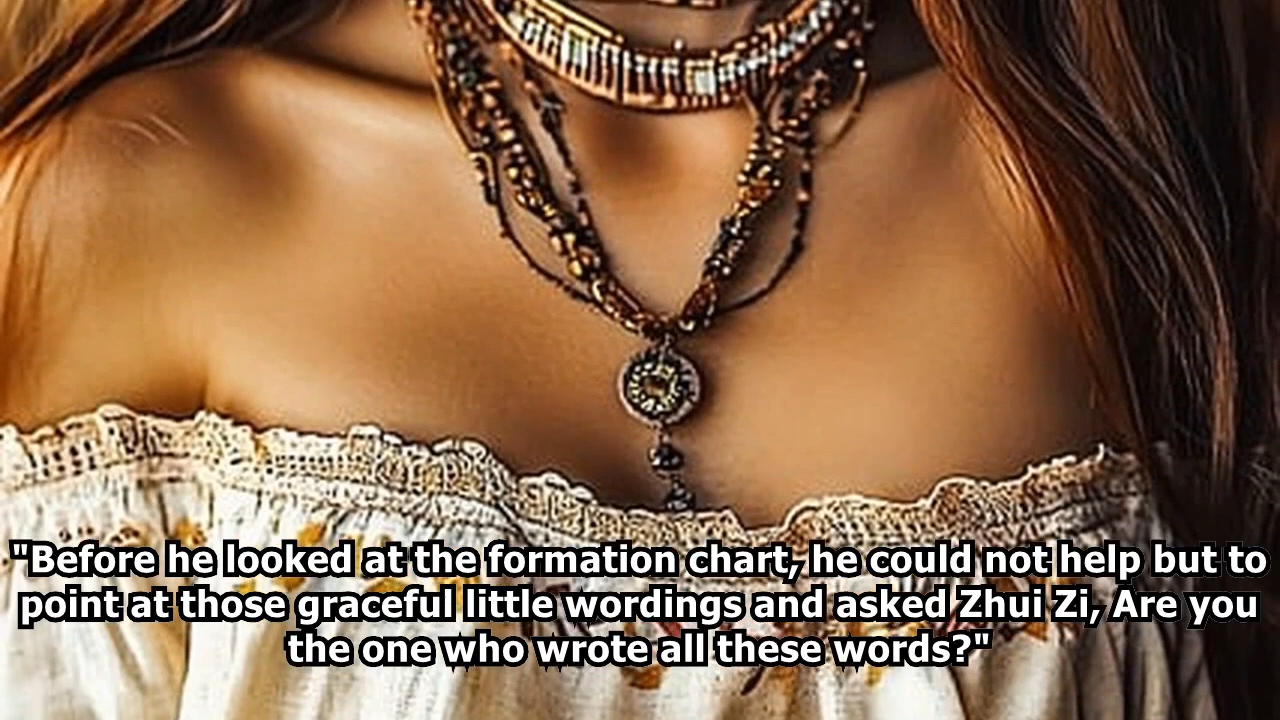 "Before he looked at the formation chart, he could not help but to
point at those graceful little wordings and asked Zhui Zi, Are you
the one who wrote all these words?"